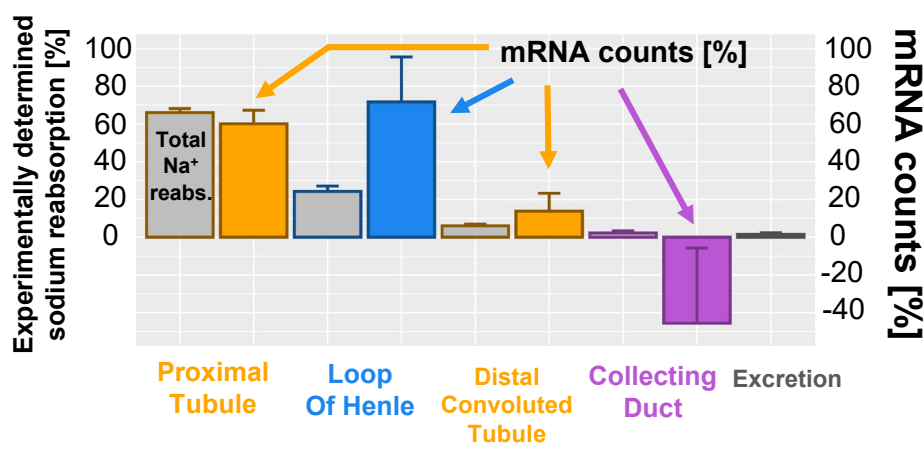 Experimentally determined
sodium reabsorption [%]
100
80
60
40
20
0
Total
Na⁺
reabs.
mRNA counts [%]
100
80
60
40
20
0
-20
-40
mRNA counts [%]
Proximal
Tubule
Loop
Of Henle
Distal
Convoluted
Tubule
Collecting
Duct
Excretion